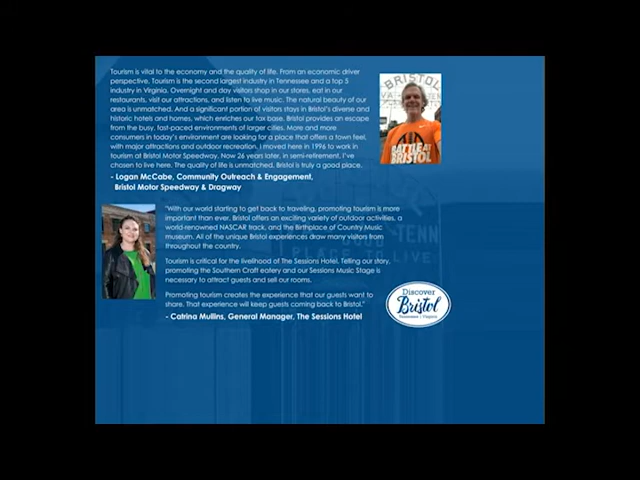 Tourism is vital to the economy and the quality of life. From an economic driver
perspective, Tourism is the second largest industry in Tennessee and a top 5
industry in Virginia. Overnight and day visitors shop in our stores, eat in our
restaurants, visit our attractions, and listen to live music. The natural beauty of our
area is unmatched. And a significant portion of visitors stays in Bristol's diverse and
historic hotels and homes, which enriches our tax base. Bristol provides an escape
from the busy, fast-paced environments of larger cities. More and more
consumers in today's environment are looking for a place that offers a town feel,
with major attractions and outdoor recreation. I moved here in 1996 to work in
tourism at Bristol Motor Speedway. Now 26 years later, in semi-retirement, I've
chosen to live here. The quality of life is unmatched. Bristol is truly a good place.
- Logan McCabe, Community Outreach & Engagement,
Bristol Motor Speedway & Dragway
BRISTOL
BATTLE AT
BRISTOL
"With our world starting to get back to traveling, promoting tourism is more
important than ever. Bristol offers an exciting variety of outdoor activities, a
world-renowned NASCAR track, and the Birthplace of Country Music
museum. All of the unique Bristol experiences draw many visitors from
throughout the country.
Tourism is critical for the livelihood of The Sessions Hotel. Telling our story,
promoting the Southern Craft eatery and our Sessions Music Stage is
necessary to attract guests and sell our rooms.
Promoting tourism creates the experience that our guests want to
share. That experience will keep guests coming back to Bristol."
- Catrina Mullins, General Manager, The Sessions Hotel
TENN
PLACE TO LIVE
Discover
Bristol
Tennessee | Virginia